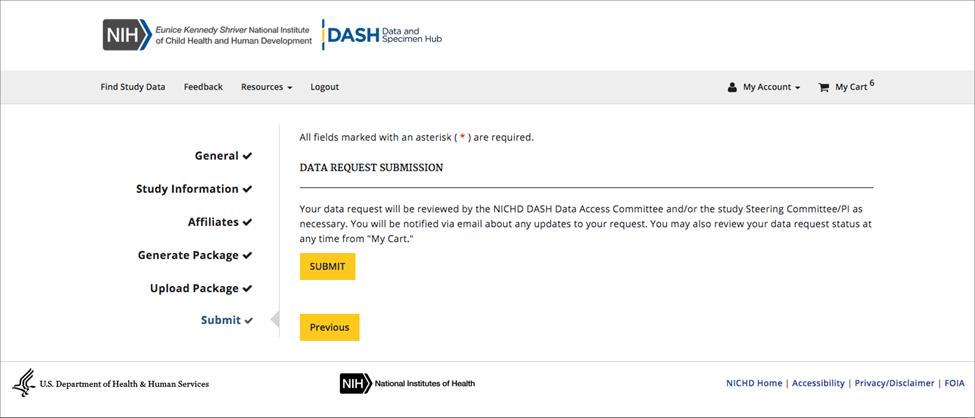 NIH Eunice Kennedy Shriver National Institute of Child Health and Human Development
DASH Data and Specimen Hub
Find Study Data Feedback Resources Logout My Account My Cart 6
All fields marked with an asterisk ( * ) are required.
General
DATA REQUEST SUBMISSION
Study Information
Affiliates
Generate Package
Upload Package
Submit
Your data request will be reviewed by the NICHD DASH Data Access Committee and/or the study Steering Committee/PI as
necessary. You will be notified via email about any updates to your request. You may also review your data request status at
any time from "My Cart."
SUBMIT
Previous
U.S. Department of Health & Human Services
NIH National Institutes of Health
NICHD Home | Accessibility | Privacy/Disclaimer | FOIA